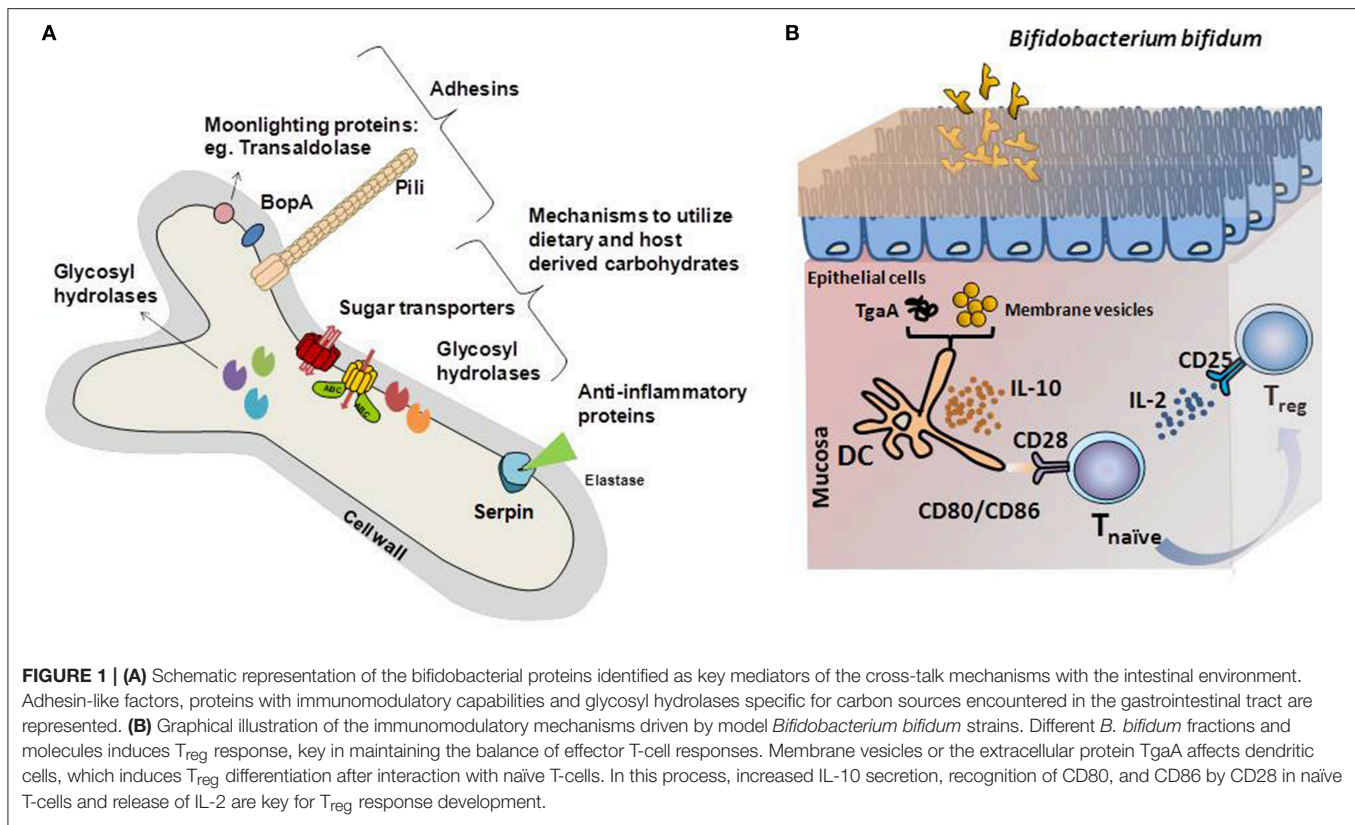 A
Adhesins
Moonlighting proteins:
eg. Transaldolase
Pili
BopA
Mechanisms to utilize
dietary and host
derived carbohydrates
Glycosyl
hydrolases
Sugar transporters
Glycosyl
hydrolases
ABC
ABC
Anti-inflammatory
proteins
Elastase
Serpin
Cell wall
B
Bifidobacterium bifidum
Epithelial cells
TgaA
Membrane vesicles
CD25
IL-10
IL-2
Treg
CD28
DC
Mucosa
CD80/CD86
Tnaïve
FIGURE 1 | (A) Schematic representation of the bifidobacterial proteins identified as key mediators of the cross-talk mechanisms with the intestinal environment.
Adhesin-like factors, proteins with immunomodulatory capabilities and glycosyl hydrolases specific for carbon sources encountered in the gastrointestinal tract are
represented. (B) Graphical illustration of the immunomodulatory mechanisms driven by model Bifidobacterium bifidum strains. Different B. bifidum fractions and
molecules induces Treg response, key in maintaining the balance of effector T-cell responses. Membrane vesicles or the extracellular protein TgaA affects dendritic
cells, which induces Treg differentiation after interaction with naïve T-cells. In this process, increased IL-10 secretion, recognition of CD80, and CD86 by CD28 in naïve
T-cells and release of IL-2 are key for Treg response development.